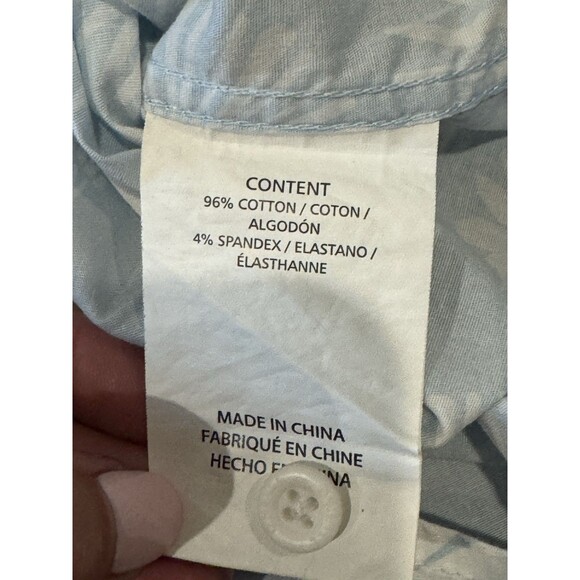 CONTENT
96% COTTON / COTON /
ALGODÓN
4% SPANDEX / ELASTANO /
ÉLASTHANNE
MADE IN CHINA
FABRIQUÉ EN CHINE
HECHO